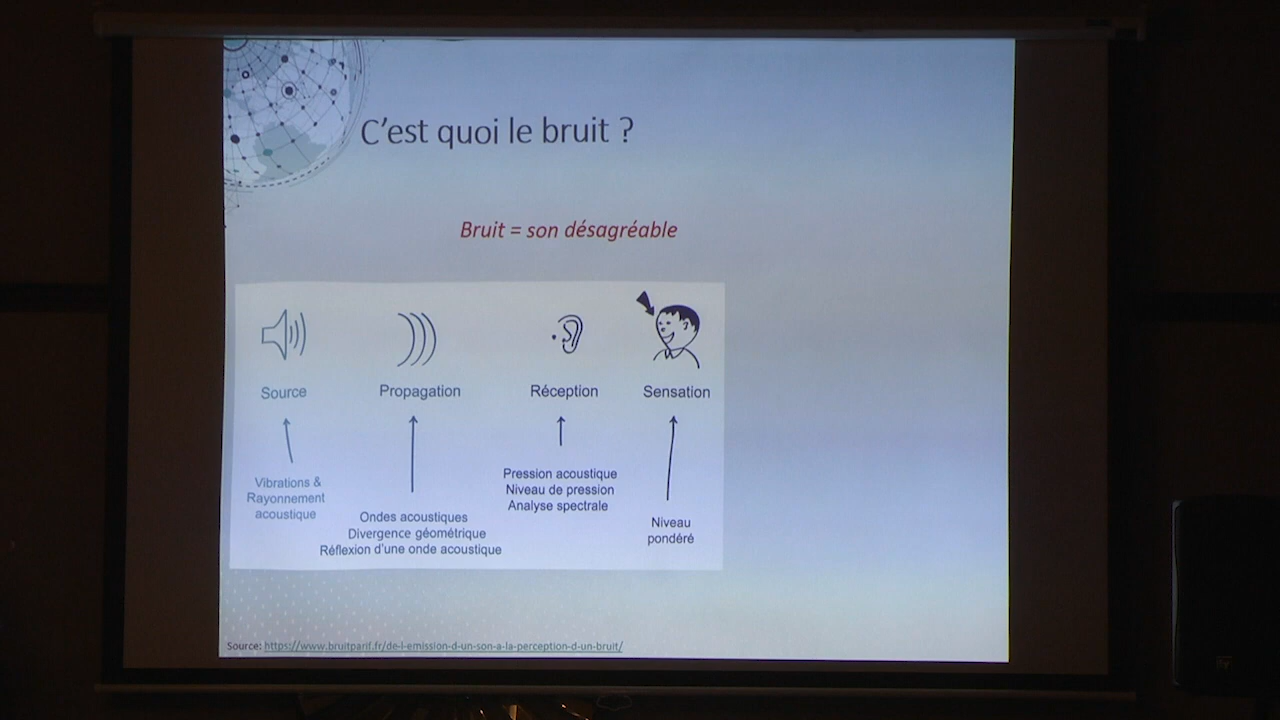 C'est quoi le bruit ?
Bruit = son désagréable
Source
Propagation
Réception
Sensation
Vibrations &
Rayonnement
acoustique
Ondes acoustiques
Divergence géométrique
Réflexion d'une onde acoustique
Pression acoustique
Niveau de pression
Analyse spectrale
Niveau
pondéré
Source: https://www.bruitparif.fr/de-l-emission-d-un-son-a-la-perception-d-un-bruit/